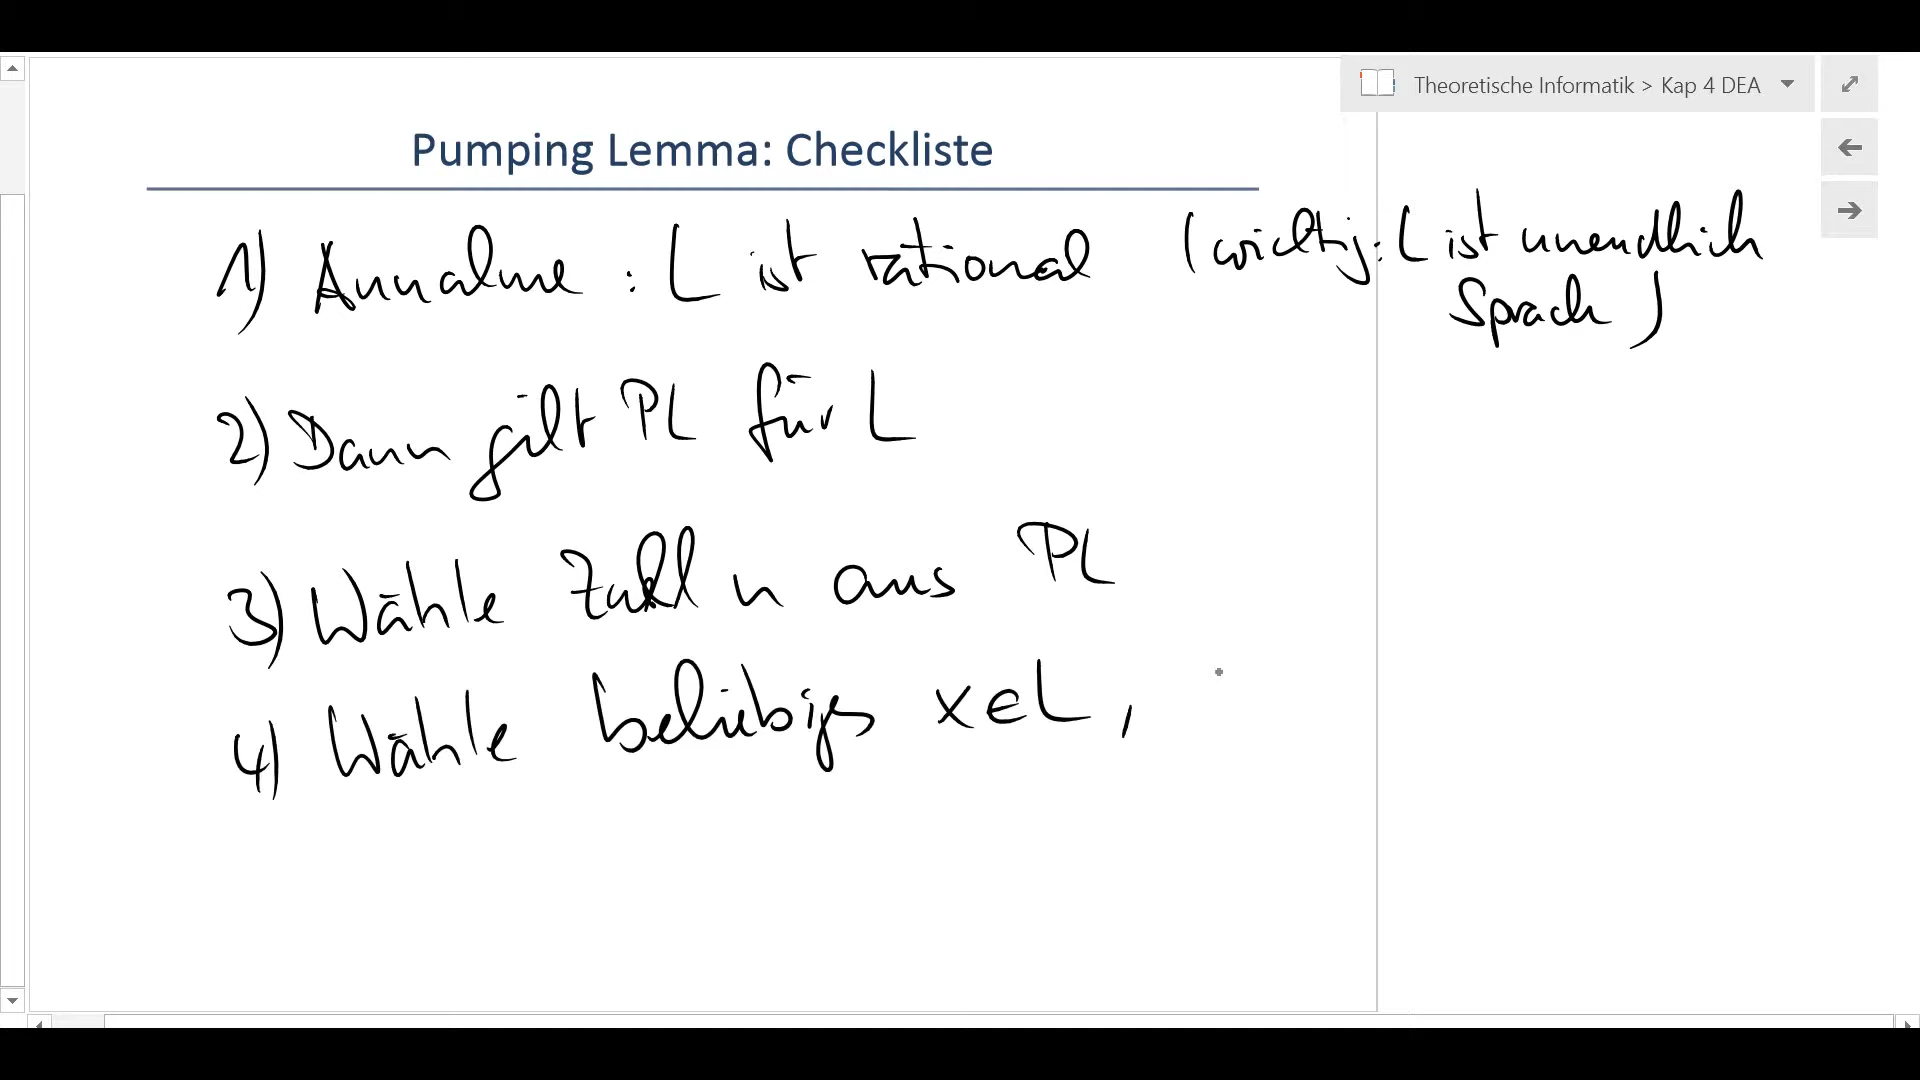 Theoretische Informatik > Kap 4 DEA
Pumping Lemma: Checkliste
1) Annahme: L ist rational (wichtig: L ist unendlich
Sprach)
2) Dann gilt PL für L
3) Wähle Zahl n aus PL
4) Wähle beliebiges x∈L,